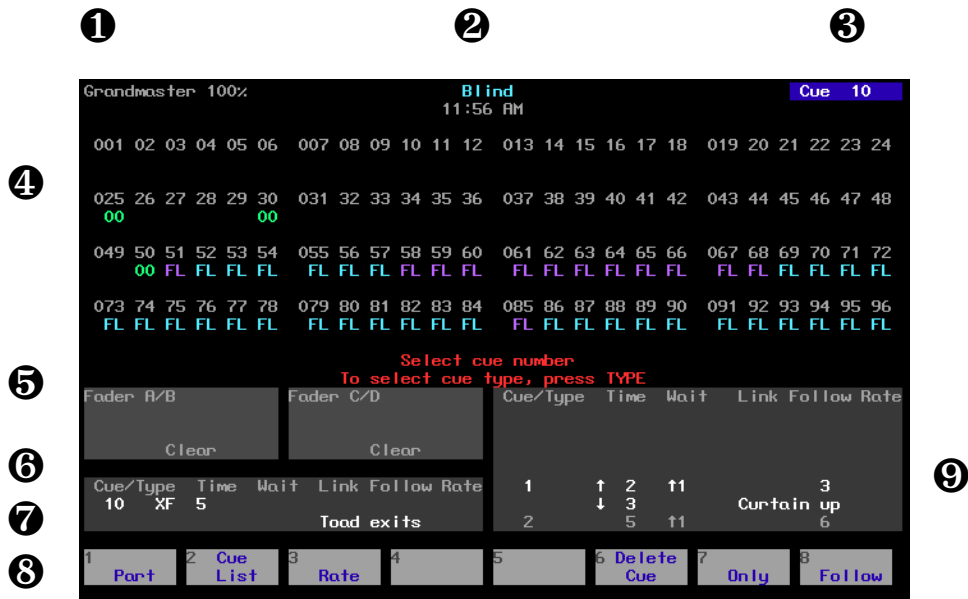 ❶ ❷ ❸
Grandmaster 100% Blind Cue 10
11:56 AM
001 02 03 04 05 06 007 08 09 10 11 12 013 14 15 16 17 18 019 20 21 22 23 24
❹
025 26 27 28 29 30 031 32 33 34 35 36 037 38 39 40 41 42 043 44 45 46 47 48
00 00
049 50 51 52 53 54 055 56 57 58 59 60 061 62 63 64 65 66 067 68 69 70 71 72
00 FL FL FL FL FL FL FL FL FL FL FL FL FL FL FL FL FL FL FL FL FL FL
073 74 75 76 77 78 079 80 81 82 83 84 085 86 87 88 89 90 091 92 93 94 95 96
FL FL FL FL FL FL FL FL FL FL FL FL FL FL FL FL FL FL FL FL FL FL FL FL
Select cue number
❺ To select cue type, press TYPE
Fader A/B Fader C/D Cue/Type Time Wait Link Follow Rate
Clear Clear
❻
❾
Cue/Type Time Wait Link Follow Rate 1 ↑ 2 ↑1 3
10 XF 5 ↓ 3 Curtain up
❼ Toad exits 2 5 ↑1 6
❽
1 Part
2 Cue List
3 Rate
4
5
6 Delete Cue
7 Only
8 Follow